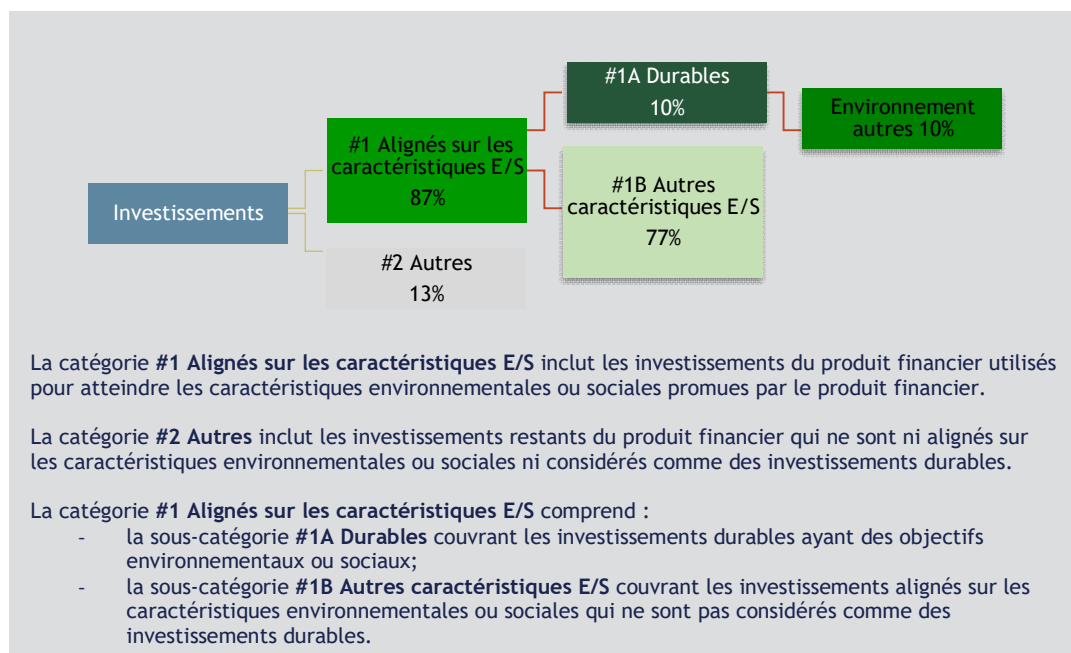 #1A Durables
10%
Environnement
autres 10%
#1 Alignés sur les
caractéristiques E/S
87%
#1B Autres
caractéristiques E/S
77%
Investissements
#2 Autres
13%
La catégorie #1 Alignés sur les caractéristiques E/S inclut les investissements du produit financier utilisés
pour atteindre les caractéristiques environnementales ou sociales promues par le produit financier.
La catégorie #2 Autres inclut les investissements restants du produit financier qui ne sont ni alignés sur
les caractéristiques environnementales ou sociales ni considérés comme des investissements durables.
La catégorie #1 Alignés sur les caractéristiques E/S comprend :
- la sous-catégorie #1A Durables couvrant les investissements durables ayant des objectifs
environnementaux ou sociaux;
- la sous-catégorie #1B Autres caractéristiques E/S couvrant les investissements alignés sur les
caractéristiques environnementales ou sociales qui ne sont pas considérés comme des
investissements durables.